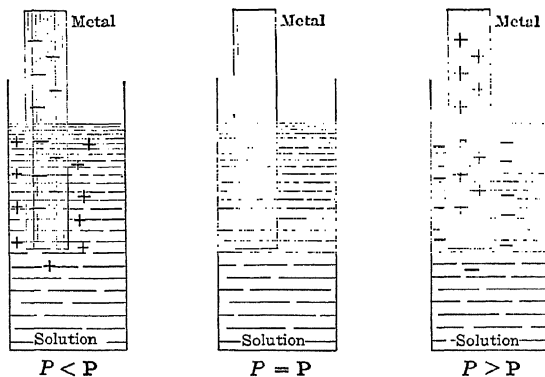 Metal Metal Metal
Solution Solution Solution
P < P P = P P > P